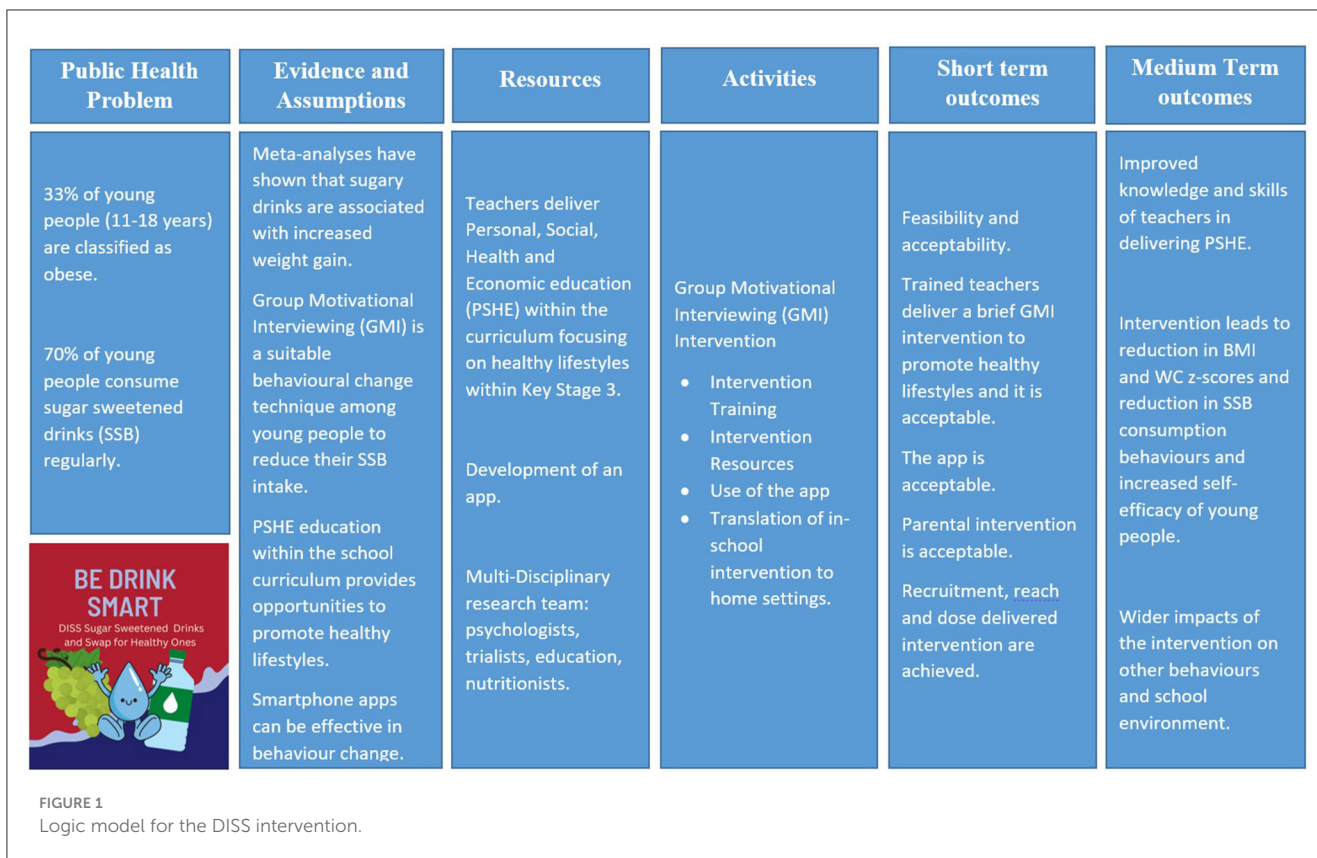 Public Health
Problem
33% of young
people (11-18 years)
are classified as
obese.
70% of young
people consume
sugar sweetened
drinks (SSB)
regularly.
BE DRINK
SMART
DISS Sugar Sweetened Drinks
and Swap for Healthy Ones
Evidence and
Assumptions
Meta-analyses have
shown that sugary
drinks are associated
with increased
weight gain.
Group Motivational
Interviewing (GMI) is
a suitable
behavioural change
technique among
young people to
reduce their SSB
intake.
PSHE education
within the school
curriculum provides
opportunities to
promote healthy
lifestyles.
Smartphone apps
can be effective in
behaviour change.
Resources
Teachers deliver
Personal, Social,
Health and
Economic education
(PSHE) within the
curriculum focusing
on healthy lifestyles
within Key Stage 3.
Development of an
app.
Multi-Disciplinary
research team:
psychologists,
trialists, education,
nutritionists.
Activities
Group Motivational
Interviewing (GMI)
Intervention
• Intervention
Training
• Intervention
Resources
• Use of the app
• Translation of in-
school
intervention to
home settings.
Short term
outcomes
Feasibility and
acceptability.
Trained teachers
deliver a brief GMI
intervention to
promote healthy
lifestyles and it is
acceptable.
The app is
acceptable.
Parental intervention
is acceptable.
Recruitment, reach
and dose delivered
intervention are
achieved.
Medium Term
outcomes
Improved
knowledge and skills
of teachers in
delivering PSHE.
Intervention leads to
reduction in BMI
and WC z-scores and
reduction in SSB
consumption
behaviours and
increased self-
efficacy of young
people.
Wider impacts of
the intervention on
other behaviours
and school
environment.
FIGURE 1
Logic model for the DISS intervention.